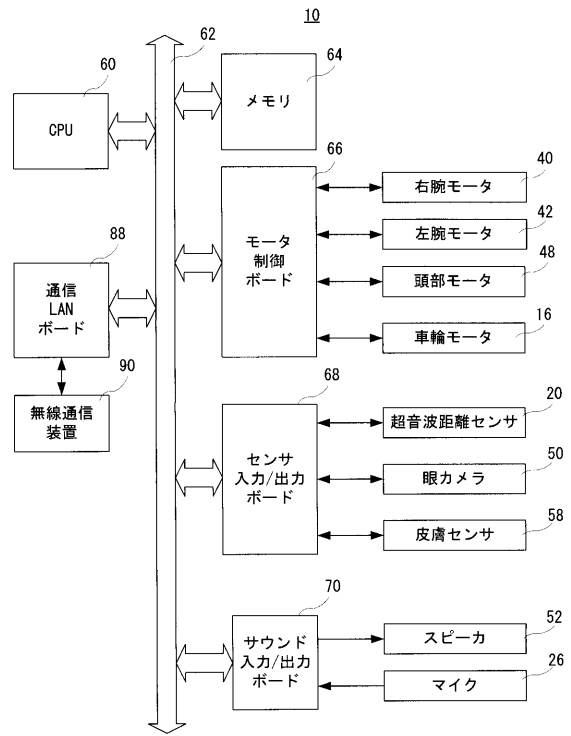 10
62
60
CPU
64
メモリ
66
モータ
制御
ボード
40
右腕モータ
42
左腕モータ
48
頭部モータ
16
車輪モータ
88
通信
LAN
ボード
90
無線通信
装置
68
センサ
入力/出力
ボード
20
超音波距離センサ
50
眼カメラ
58
皮膚センサ
70
サウンド
入力/出力
ボード
52
スピーカ
26
マイク